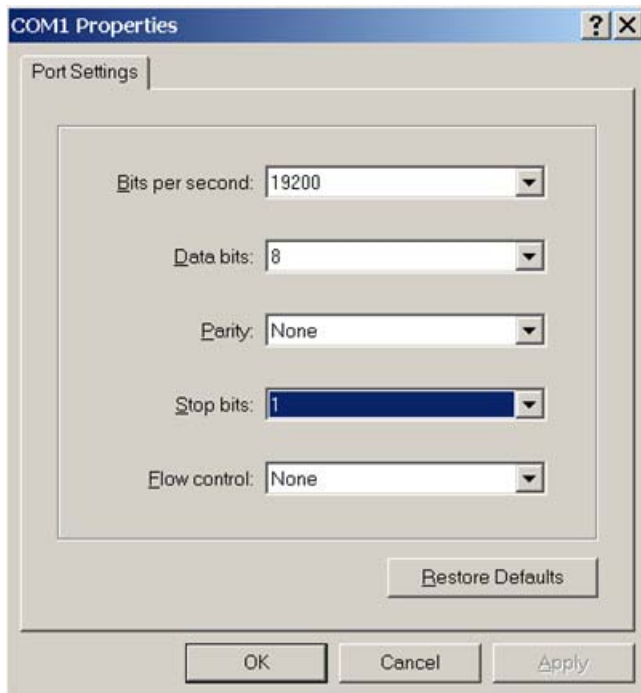 COM1 Properties
Port Settings
Bits per second: 19200
Data bits: 8
Parity: None
Stop bits: 1
Flow control: None
Restore Defaults
OK Cancel Apply